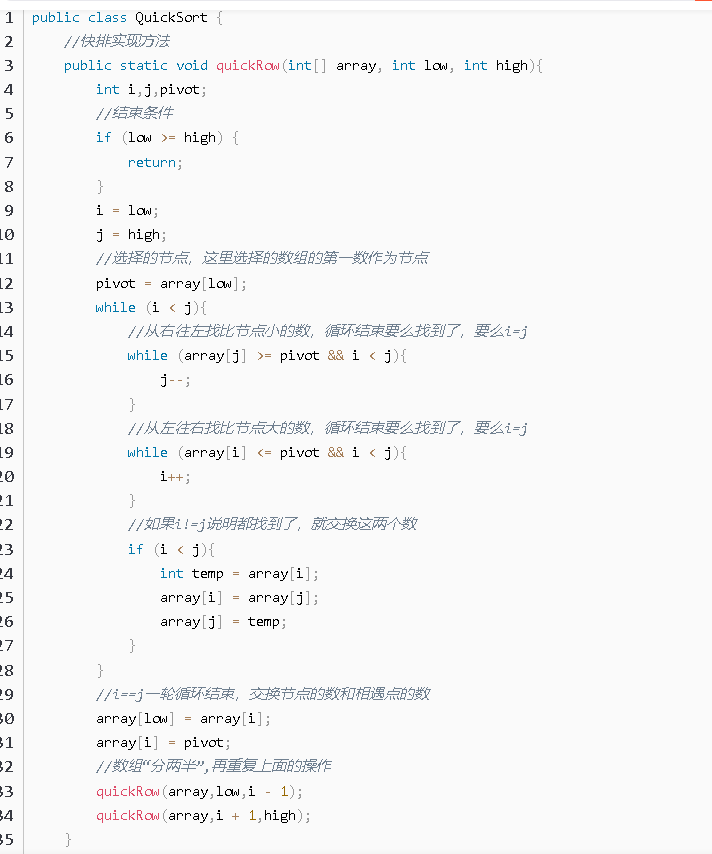 1 public class QuickSort {
2     //快排实现方法
3     public static void quickRow(int[] array, int low, int high){
4         int i,j,pivot;
5         //结束条件
6         if (low >= high) {
7             return;
8         }
9         i = low;
10         j = high;
11         //选择的节点，这里选择的数组的第一数作为节点
12         pivot = array[low];
13         while (i < j){
14             //从右往左找比节点小的数，循环结束要么找到了，要么i=j
15             while (array[j] >= pivot && i < j){
16                 j--;
17             }
18             //从左往右找比节点大的数，循环结束要么找到了，要么i=j
19             while (array[i] <= pivot && i < j){
20                 i++;
21             }
22             //如果i!=j说明都找到了，就交换这两个数
23             if (i < j){
24                 int temp = array[i];
25                 array[i] = array[j];
26                 array[j] = temp;
27             }
28         }
29         //i==j一轮循环结束，交换节点的数和相遇点的数
30         array[low] = array[i];
31         array[i] = pivot;
32         //数组“分两半”,再重复上面的操作
33         quickRow(array,low,i - 1);
34         quickRow(array,i + 1,high);
35     }